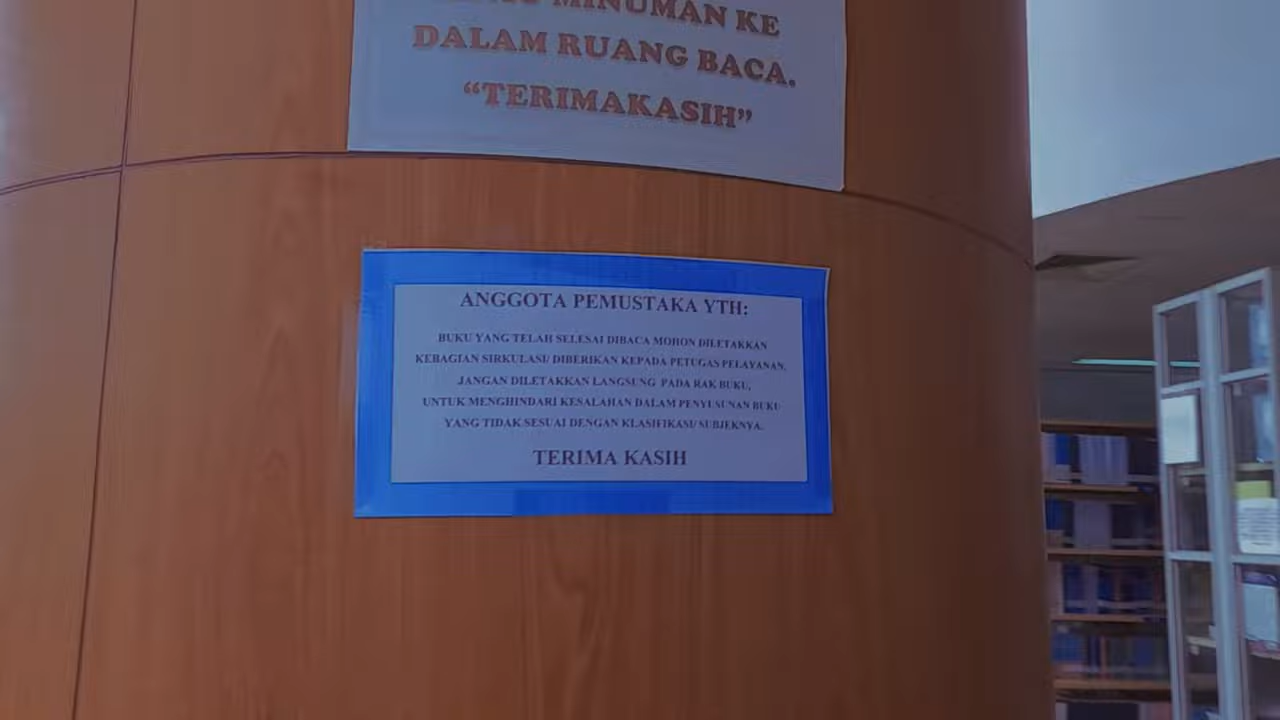 MINUMAN KE
DALAM RUANG BACA.
“TERIMAKASIH”
ANGGOTA PEMUSTAKA YTH:
BUKU YANG TELAH SELESAI DIBACA MOHON DILETAKKAN
KEBAGIAN SIRKULASI/ DIBERIKAN KEPADA PETUGAS PELAYANAN,
JANGAN DILETAKKAN LANGSUNG PADA RAK BUKU,
UNTUK MENGHINDARI KESALAHAN DALAM PENYUSUNAN BUKU
YANG TIDAK SESUAI DENGAN KLASIFIKASI/ SUBJEKNYA.
TERIMA KASIH